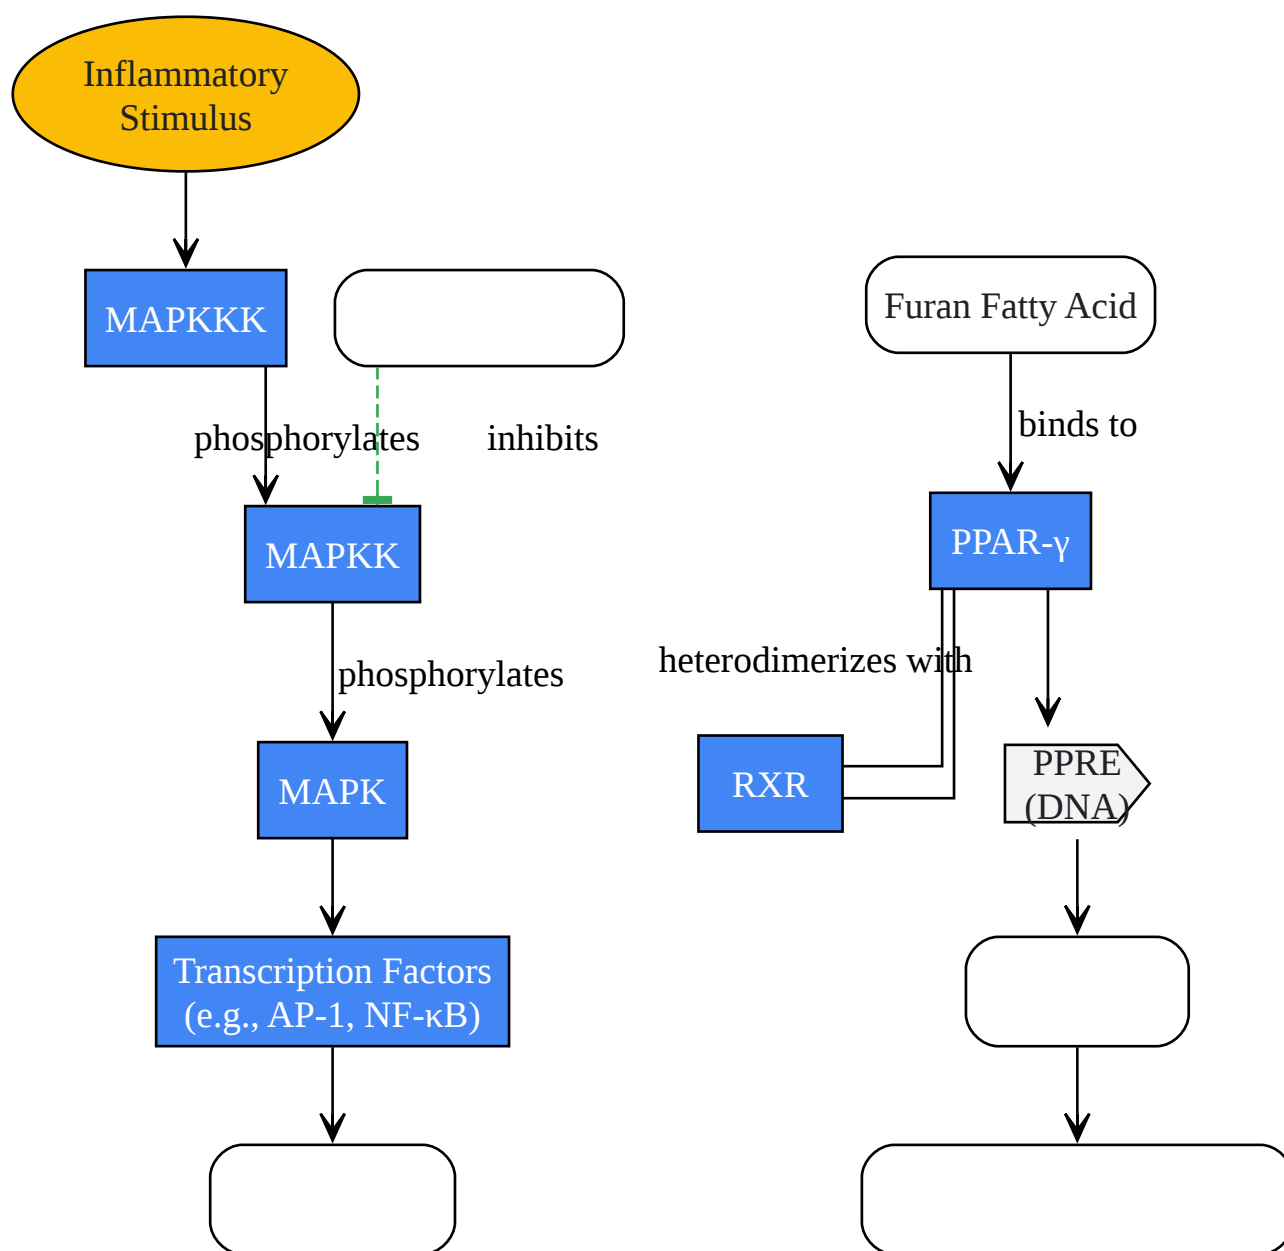 Inflammatory
Stimulus
MAPKKK
Furan Fatty Acid
phosphorylates
inhibits
binds to
MAPKK
PPAR-γ
phosphorylates
heterodimerizes with
MAPK
RXR
PPRE
(DNA)
Transcription Factors
(e.g., AP-1, NF-κB)